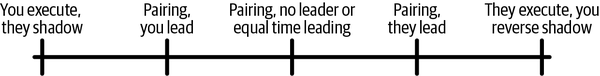 You execute,
they shadow
Pairing,
you lead
Pairing, no leader or
equal time leading
Pairing,
they lead
They execute, you
reverse shadow